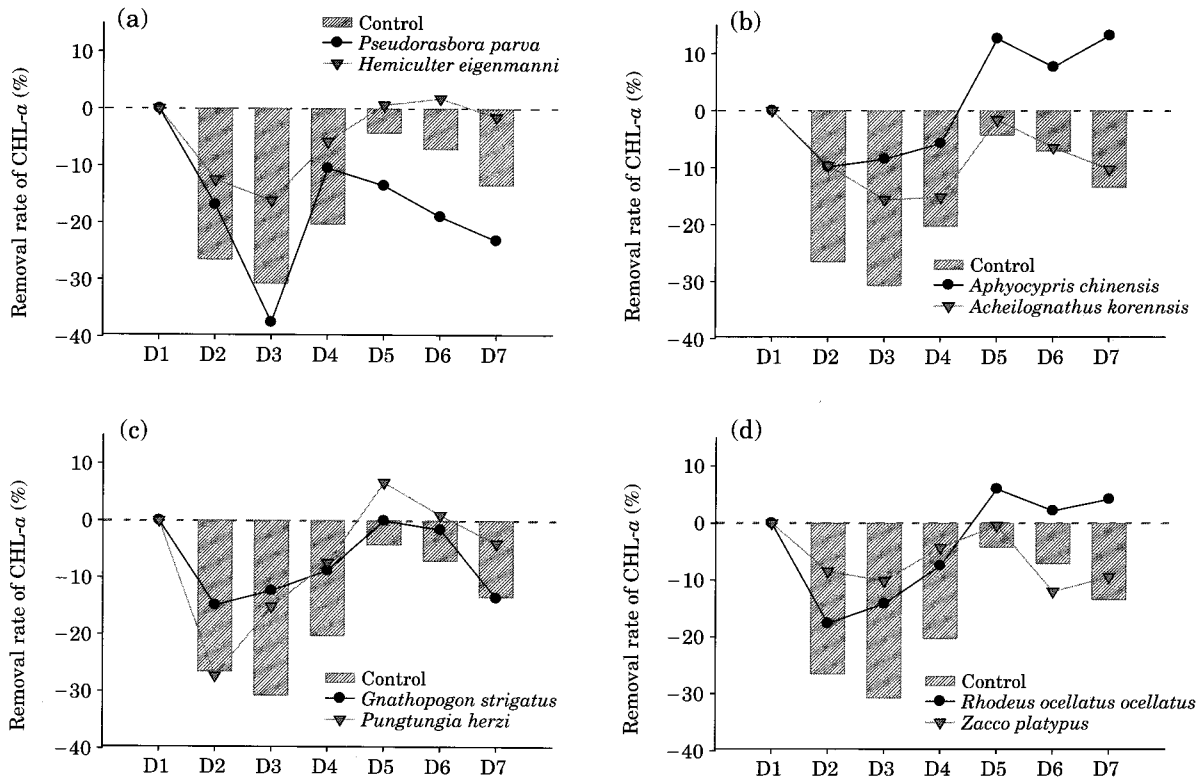 (a)
Control
Pseudorasbora parva
Hemiculter eigenmanni
Removal rate of CHL-a (%)
10
0
−10
−20
−30
−40
D1 D2 D3 D4 D5 D6 D7
(b)
Removal rate of CHL-a (%)
10
0
−10
−20
−30
−40
Control
Aphyocypris chinensis
Acheilognathus korennsis
D1 D2 D3 D4 D5 D6 D7
(c)
Removal rate of CHL-a (%)
10
0
−10
−20
−30
−40
Control
Gnathopogon strigatus
Pungtungia herzi
D1 D2 D3 D4 D5 D6 D7
(d)
Removal rate of CHL-a (%)
10
0
−10
−20
−30
−40
Control
Rhodeus ocellatus ocellatus
Zacco platypus
D1 D2 D3 D4 D5 D6 D7